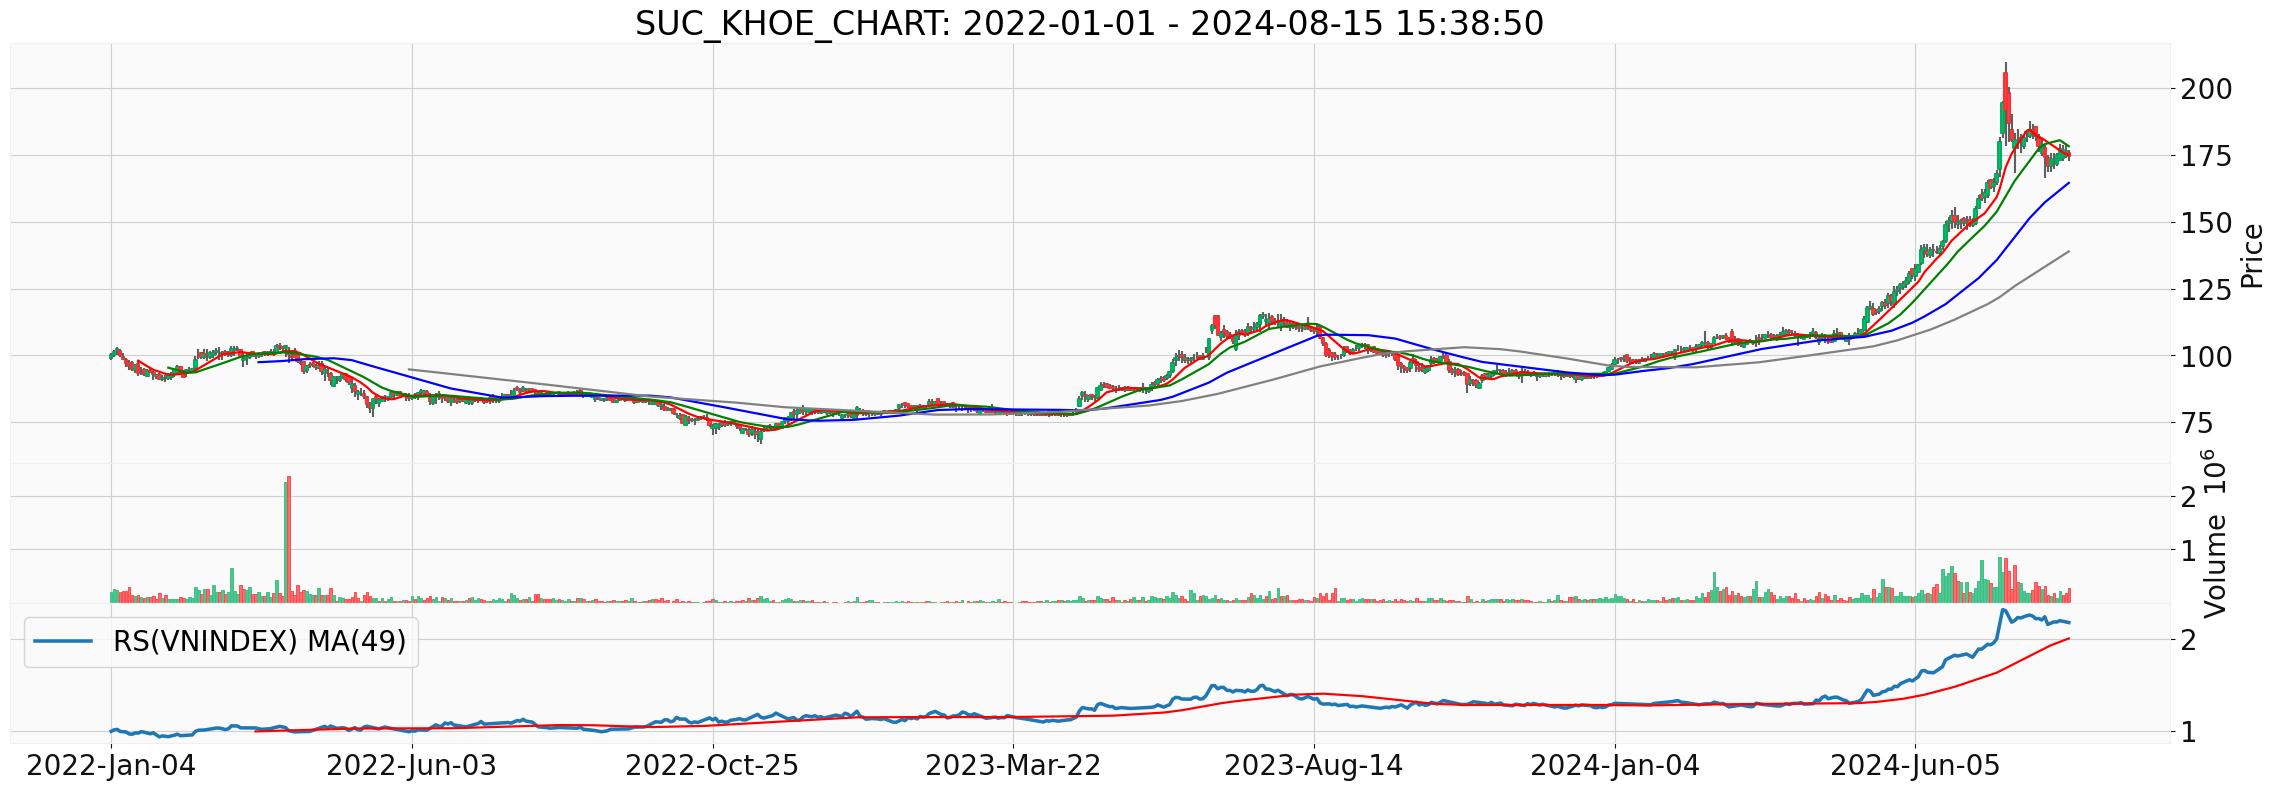 SUC_KHOE_CHART: 2022-01-01 - 2024-08-15 15:38:50
200
175
150
125
100
75
Price
2
1
Volume 10⁶
RS(VNINDEX) MA(49)
2
1
2022-Jan-04 2022-Jun-03 2022-Oct-25 2023-Mar-22 2023-Aug-14 2024-Jan-04 2024-Jun-05